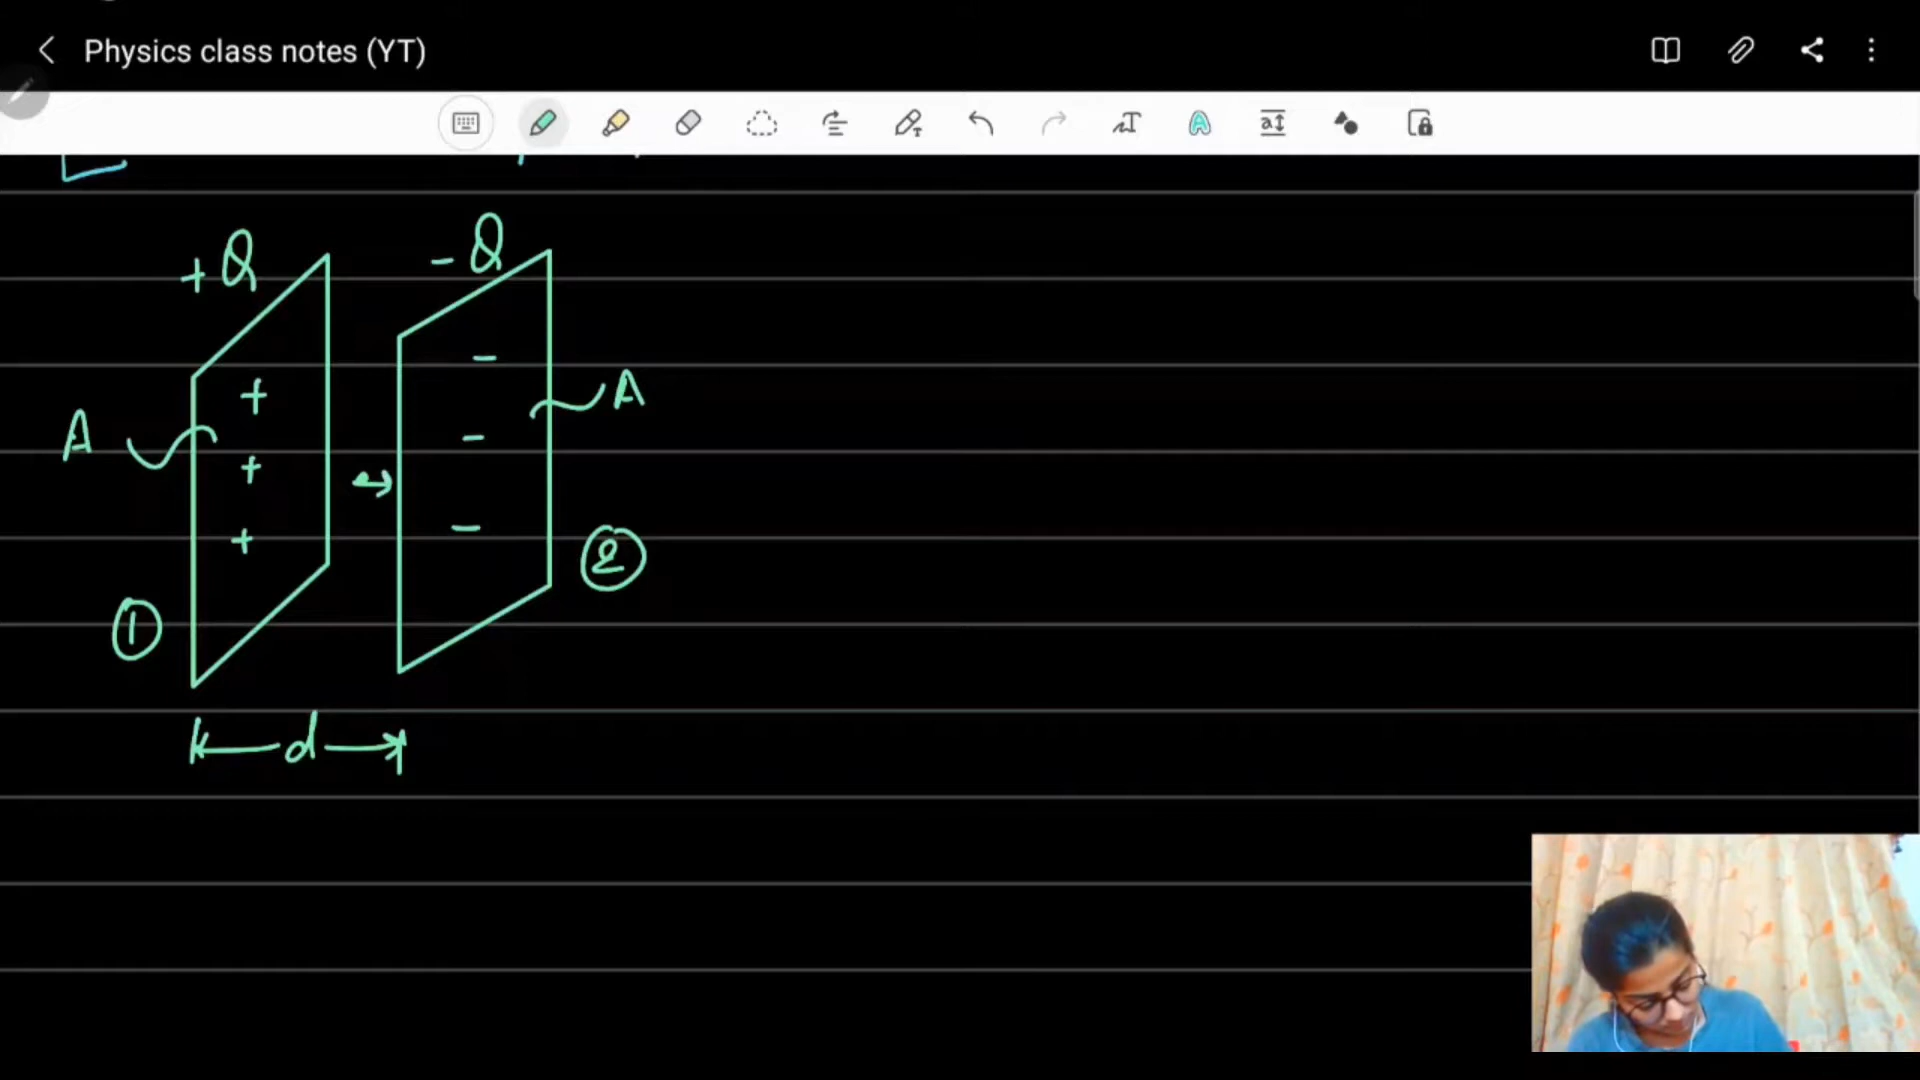 Physics class notes (YT)
+Q
-Q
+
-
A
A
+
-
+
-
①
②
d